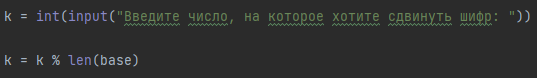 k = int(input("Введите число, на которое хотите сдвинуть шифр: "))
k = k % len(base)